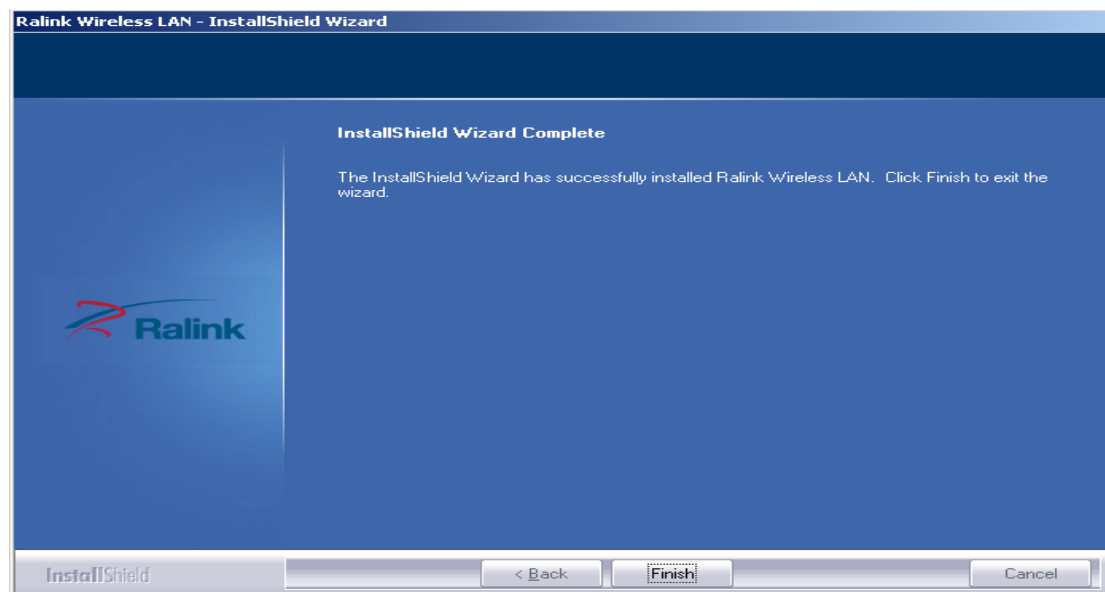 Ralink Wireless LAN - InstallShield Wizard
InstallShield Wizard Complete
The InstallShield Wizard has successfully installed Ralink Wireless LAN. Click Finish to exit the
wizard.
Ralink
InstallShield
< Back
Finish
Cancel